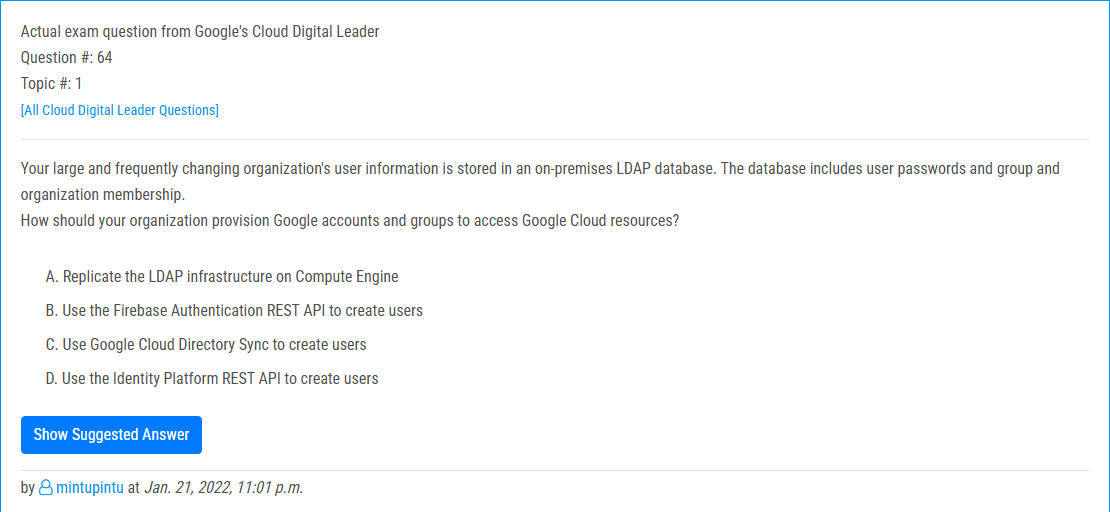 Actual exam question from Google's Cloud Digital Leader
Question #: 64
Topic #: 1
[All Cloud Digital Leader Questions]
Your large and frequently changing organization's user information is stored in an on-premises LDAP database. The database includes user passwords and group and
organization membership.
How should your organization provision Google accounts and groups to access Google Cloud resources?
A. Replicate the LDAP infrastructure on Compute Engine
B. Use the Firebase Authentication REST API to create users
C. Use Google Cloud Directory Sync to create users
D. Use the Identity Platform REST API to create users
Show Suggested Answer
by mintupintu at Jan. 21, 2022, 11:01 p.m.